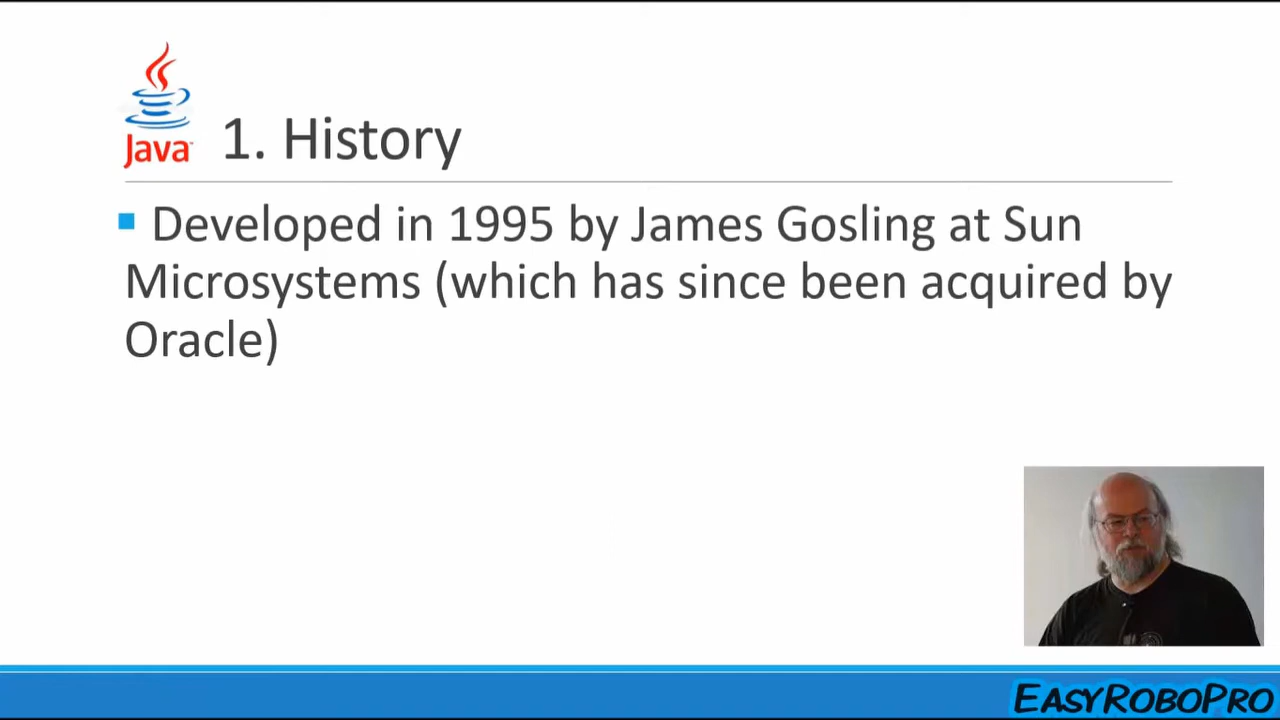 Java
1. History
Developed in 1995 by James Gosling at Sun
Microsystems (which has since been acquired by
Oracle)
EASYROBOPRO